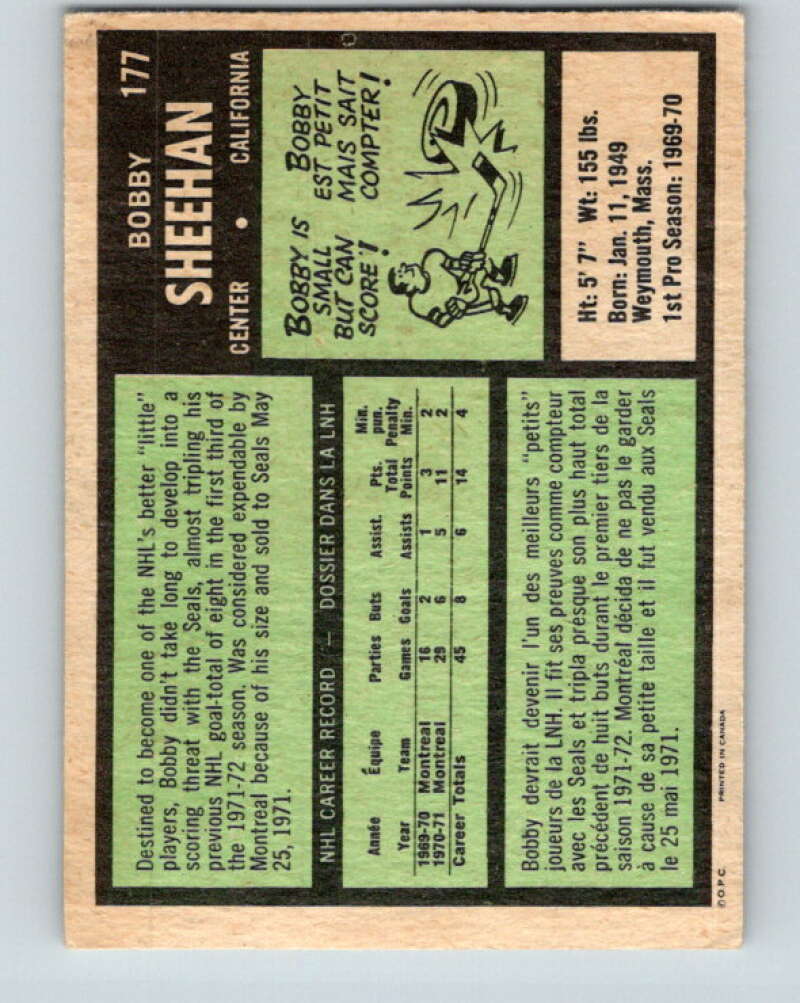 BOBBY 177
SHEEHAN
CENTER • CALIFORNIA
Destined to become one of the NHL's better "little"
players, Bobby didn't take long to develop into a
scoring threat with the Seals, almost tripling his
previous NHL goal-total of eight in the first third of
the 1971-72 season. Was considered expendable by
Montreal because of his size and sold to Seals May
25, 1971.
BOBBY IS
SMALL
BUT CAN
SCORE!
BOBBY
EST PETIT
MAIS SAIT
COMPTER!
NHL CAREER RECORD — DOSSIER DANS LA LNH
Année Équipe Parties Buts Assist. Pts. Total Min. pun. Penalty
Year Team Games Goals Assists Points Min.
1969-70 Montreal 16 2 1 3 2
1970-71 Montreal 29 6 5 11 2
Career Totals 45 8 6 14 4
Bobby devrait devenir l'un des meilleurs "petits"
joueurs de la LNH. Il fit ses preuves comme compteur
avec les Seals et tripla presque son plus haut total
précédent de huit buts durant le premier tiers de la
saison 1971-72. Montréal décida de ne pas le garder
à cause de sa petite taille et il fut vendu aux Seals
le 25 mai 1971.
Ht: 5' 7" Wt: 155 lbs.
Born: Jan. 11, 1949
Weymouth, Mass.
1st Pro Season: 1969-70
© O.P.C. PRINTED IN CANADA